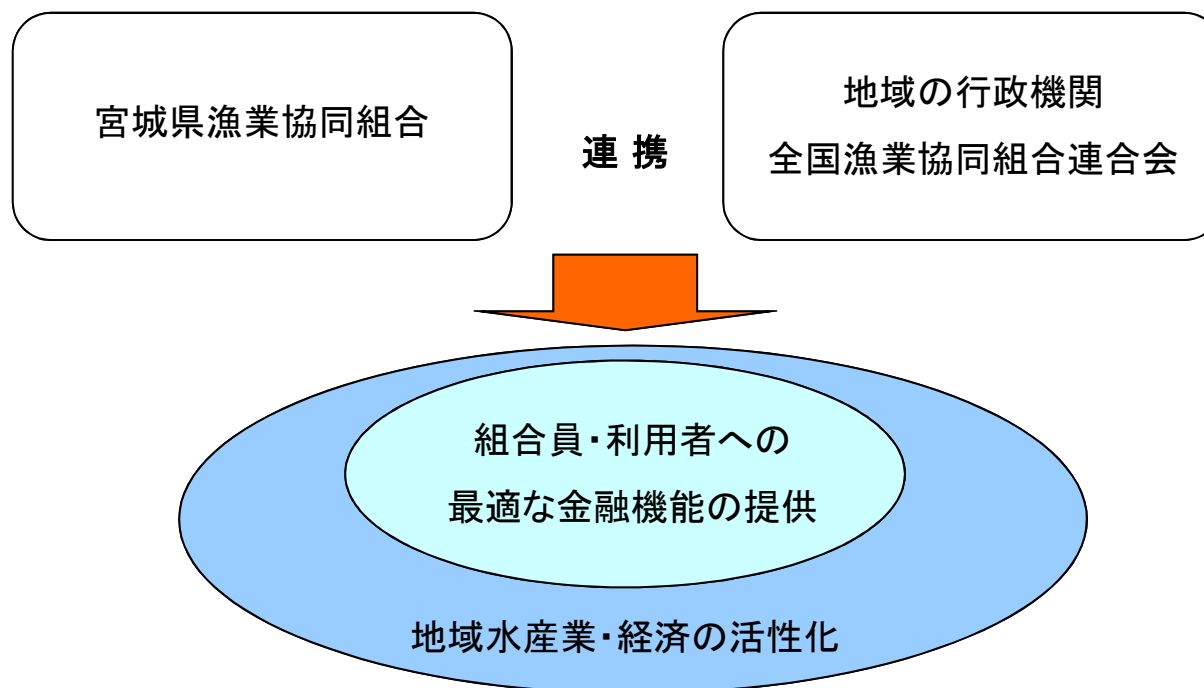 宮城県漁業協同組合
連 携
地域の行政機関
全国漁業協同組合連合会
組合員・利用者への
最適な金融機能の提供
地域水産業・経済の活性化